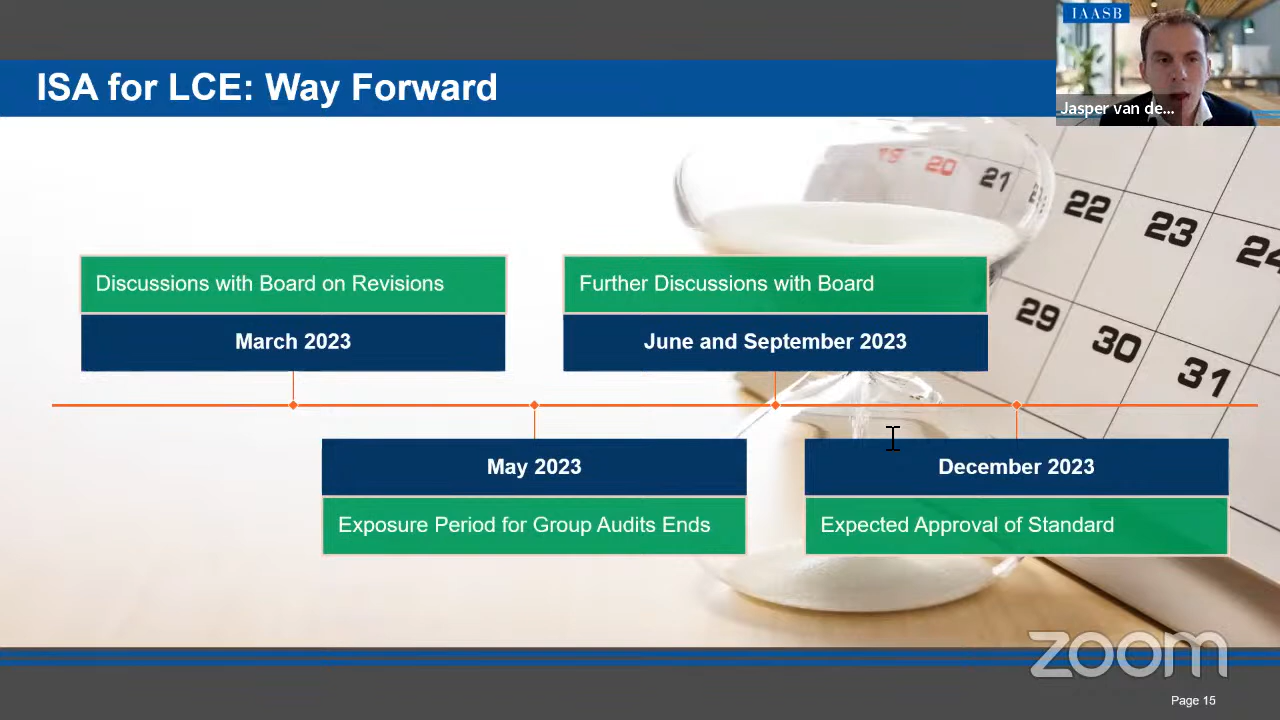 IAASB
Jasper van de...
ISA for LCE: Way Forward
19 20 21
22 23 24
29 30 31
Discussions with Board on Revisions
March 2023
Further Discussions with Board
June and September 2023
May 2023
Exposure Period for Group Audits Ends
December 2023
Expected Approval of Standard
zoom
Page 15